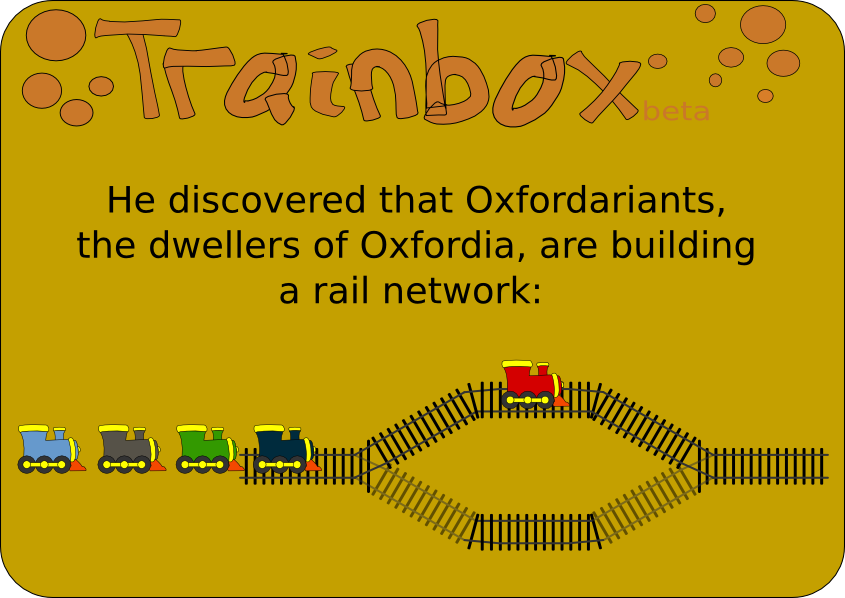 Trainbox
beta
He discovered that Oxfordariants,
the dwellers of Oxfordia, are building
a rail network: